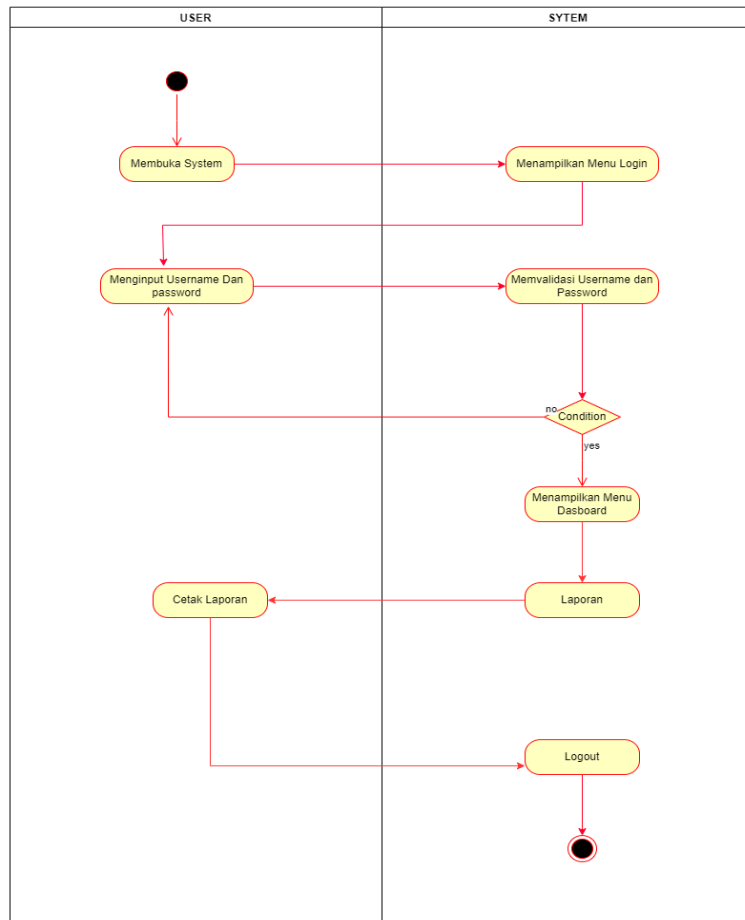 USER
SYTEM
Membuka System
Menampilkan Menu Login
Menginput Username Dan
password
Memvalidasi Username dan
Password
no
Condition
yes
Menampilkan Menu
Dasboard
Cetak Laporan
Laporan
Logout